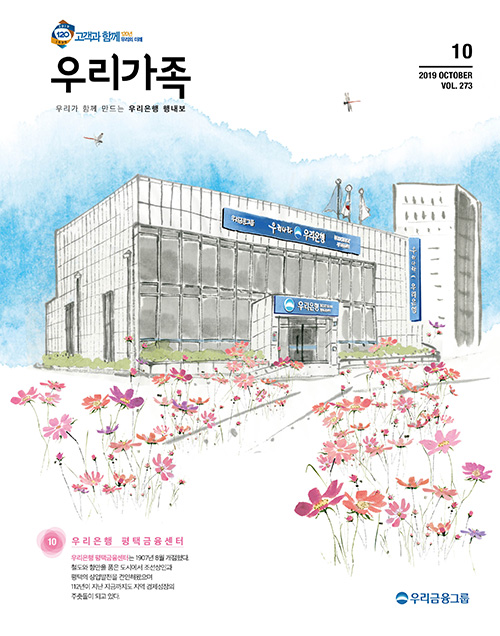 120
고객과 함께
우리가족
우리가 함께 만드는 우리은행 행내보
10
2019 OCTOBER
VOL. 273
우리금융그룹
우리은행
우리은행
10
우리은행 평택금융센터
우리은행 평택금융센터는 1907년 8월 개점했다.
철도와 항만을 품은 도시에서 조선상인과
평택의 상업발전을 견인해왔으며
112년이 지난 지금까지도 지역 경제성장의
주춧돌이 되고 있다.
우리금융그룹